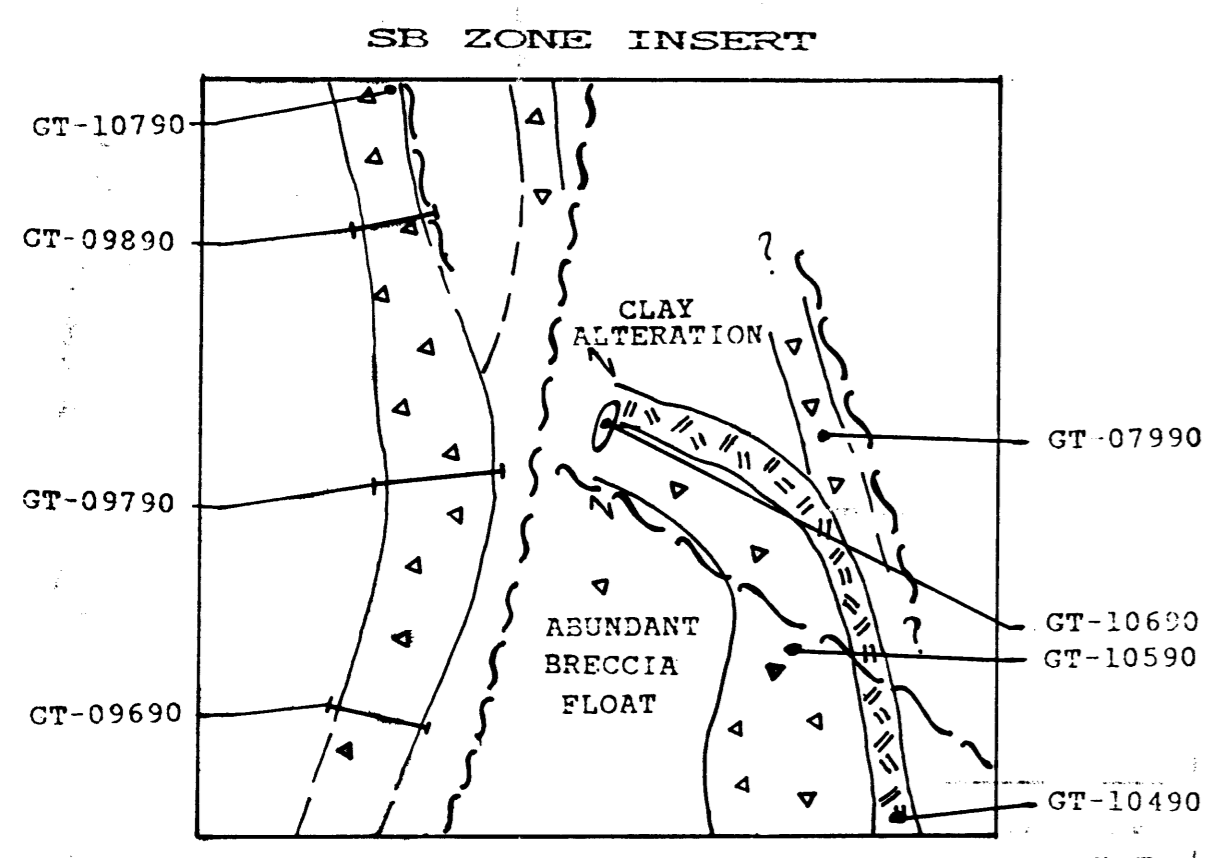 SB ZONE INSERT
GT-10790
GT-09890
?
CLAY
ALTERATION
GT-07990
GT-09790
GT-10690
?
ABUNDANT
BRECCIA
FLOAT
GT-10590
GT-09690
GT-10490